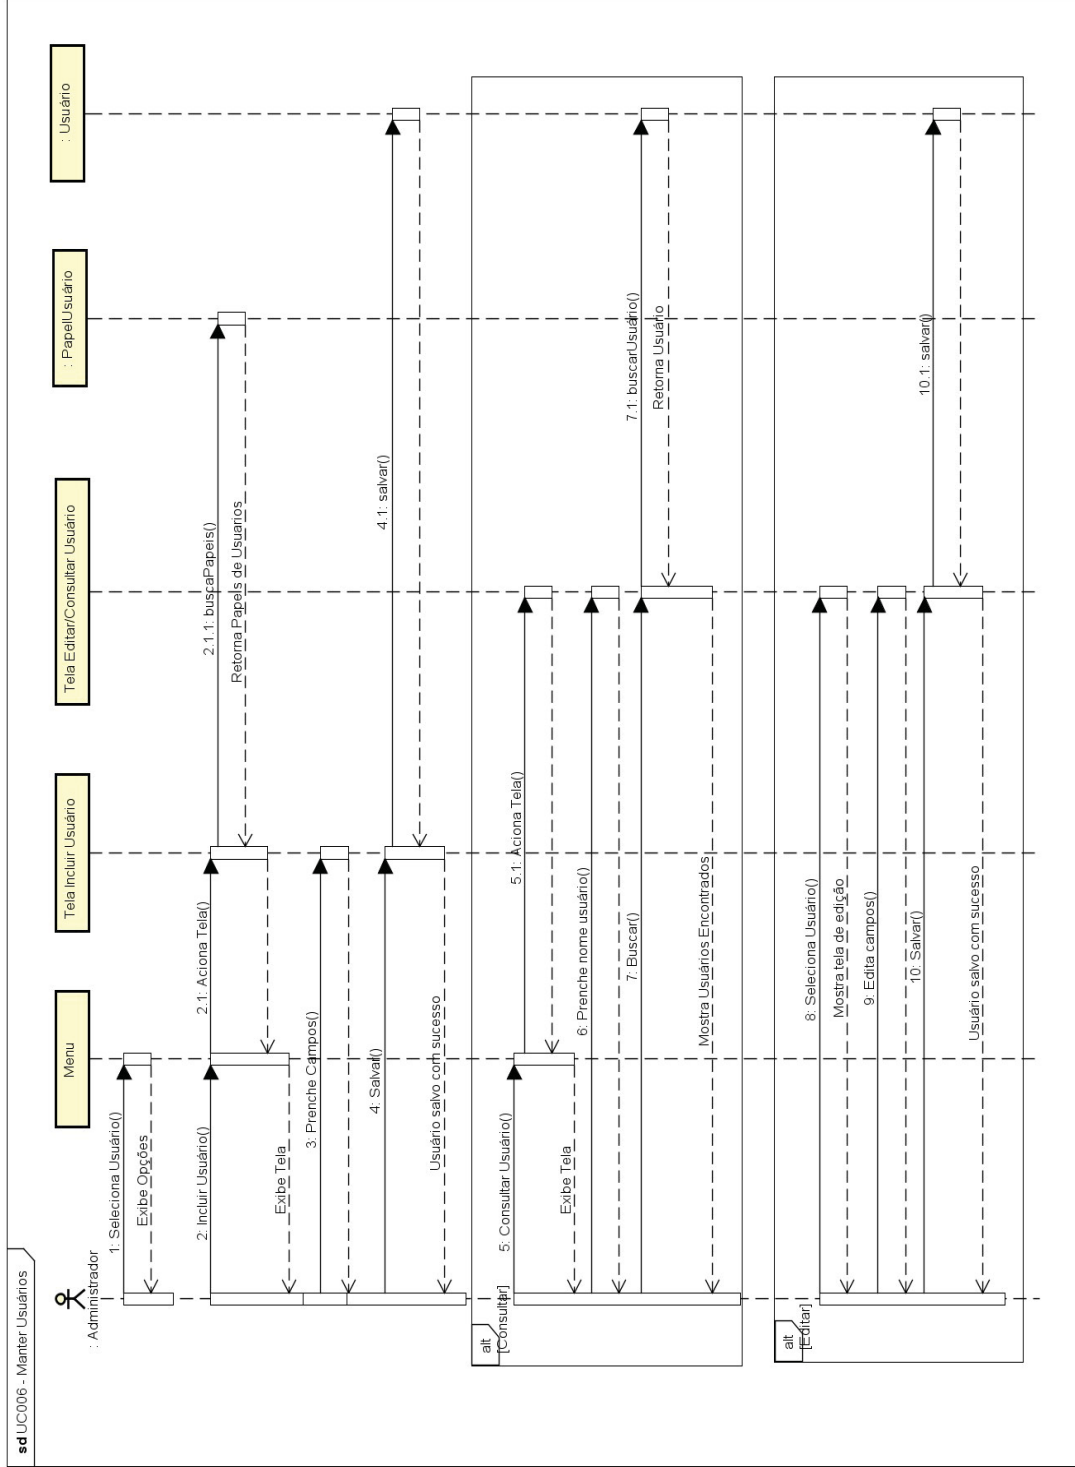 sd UC006 - Manter Usuários
: Administrador
Menu
Tela Incluir Usuário
Tela Editar/Consultar Usuário
: PapelUsuário
: Usuário
1: Seleciona Usuário()
Exibe Opções
2: Incluir Usuário()
2.1: Aciona Tela()
2.1.1: buscaPapeis()
Retorna Papeis de Usuarios
Exibe Tela
3: Prenche Campos()
4: Salvar()
4.1: salvar()
Usuário salvo com sucesso
alt
[Consultar]
5: Consultar Usuário()
5.1: Aciona Tela()
Exibe Tela
6: Prenche nome usuário()
7: Buscar()
7.1: buscarUsuário()
Retorna Usuário
Mostra Usuários Encontrados
alt
[Editar]
8: Seleciona Usuário()
Mostra tela de edição
9: Edita campos()
10: Salvar()
10.1: salvar()
Usuário salvo com sucesso